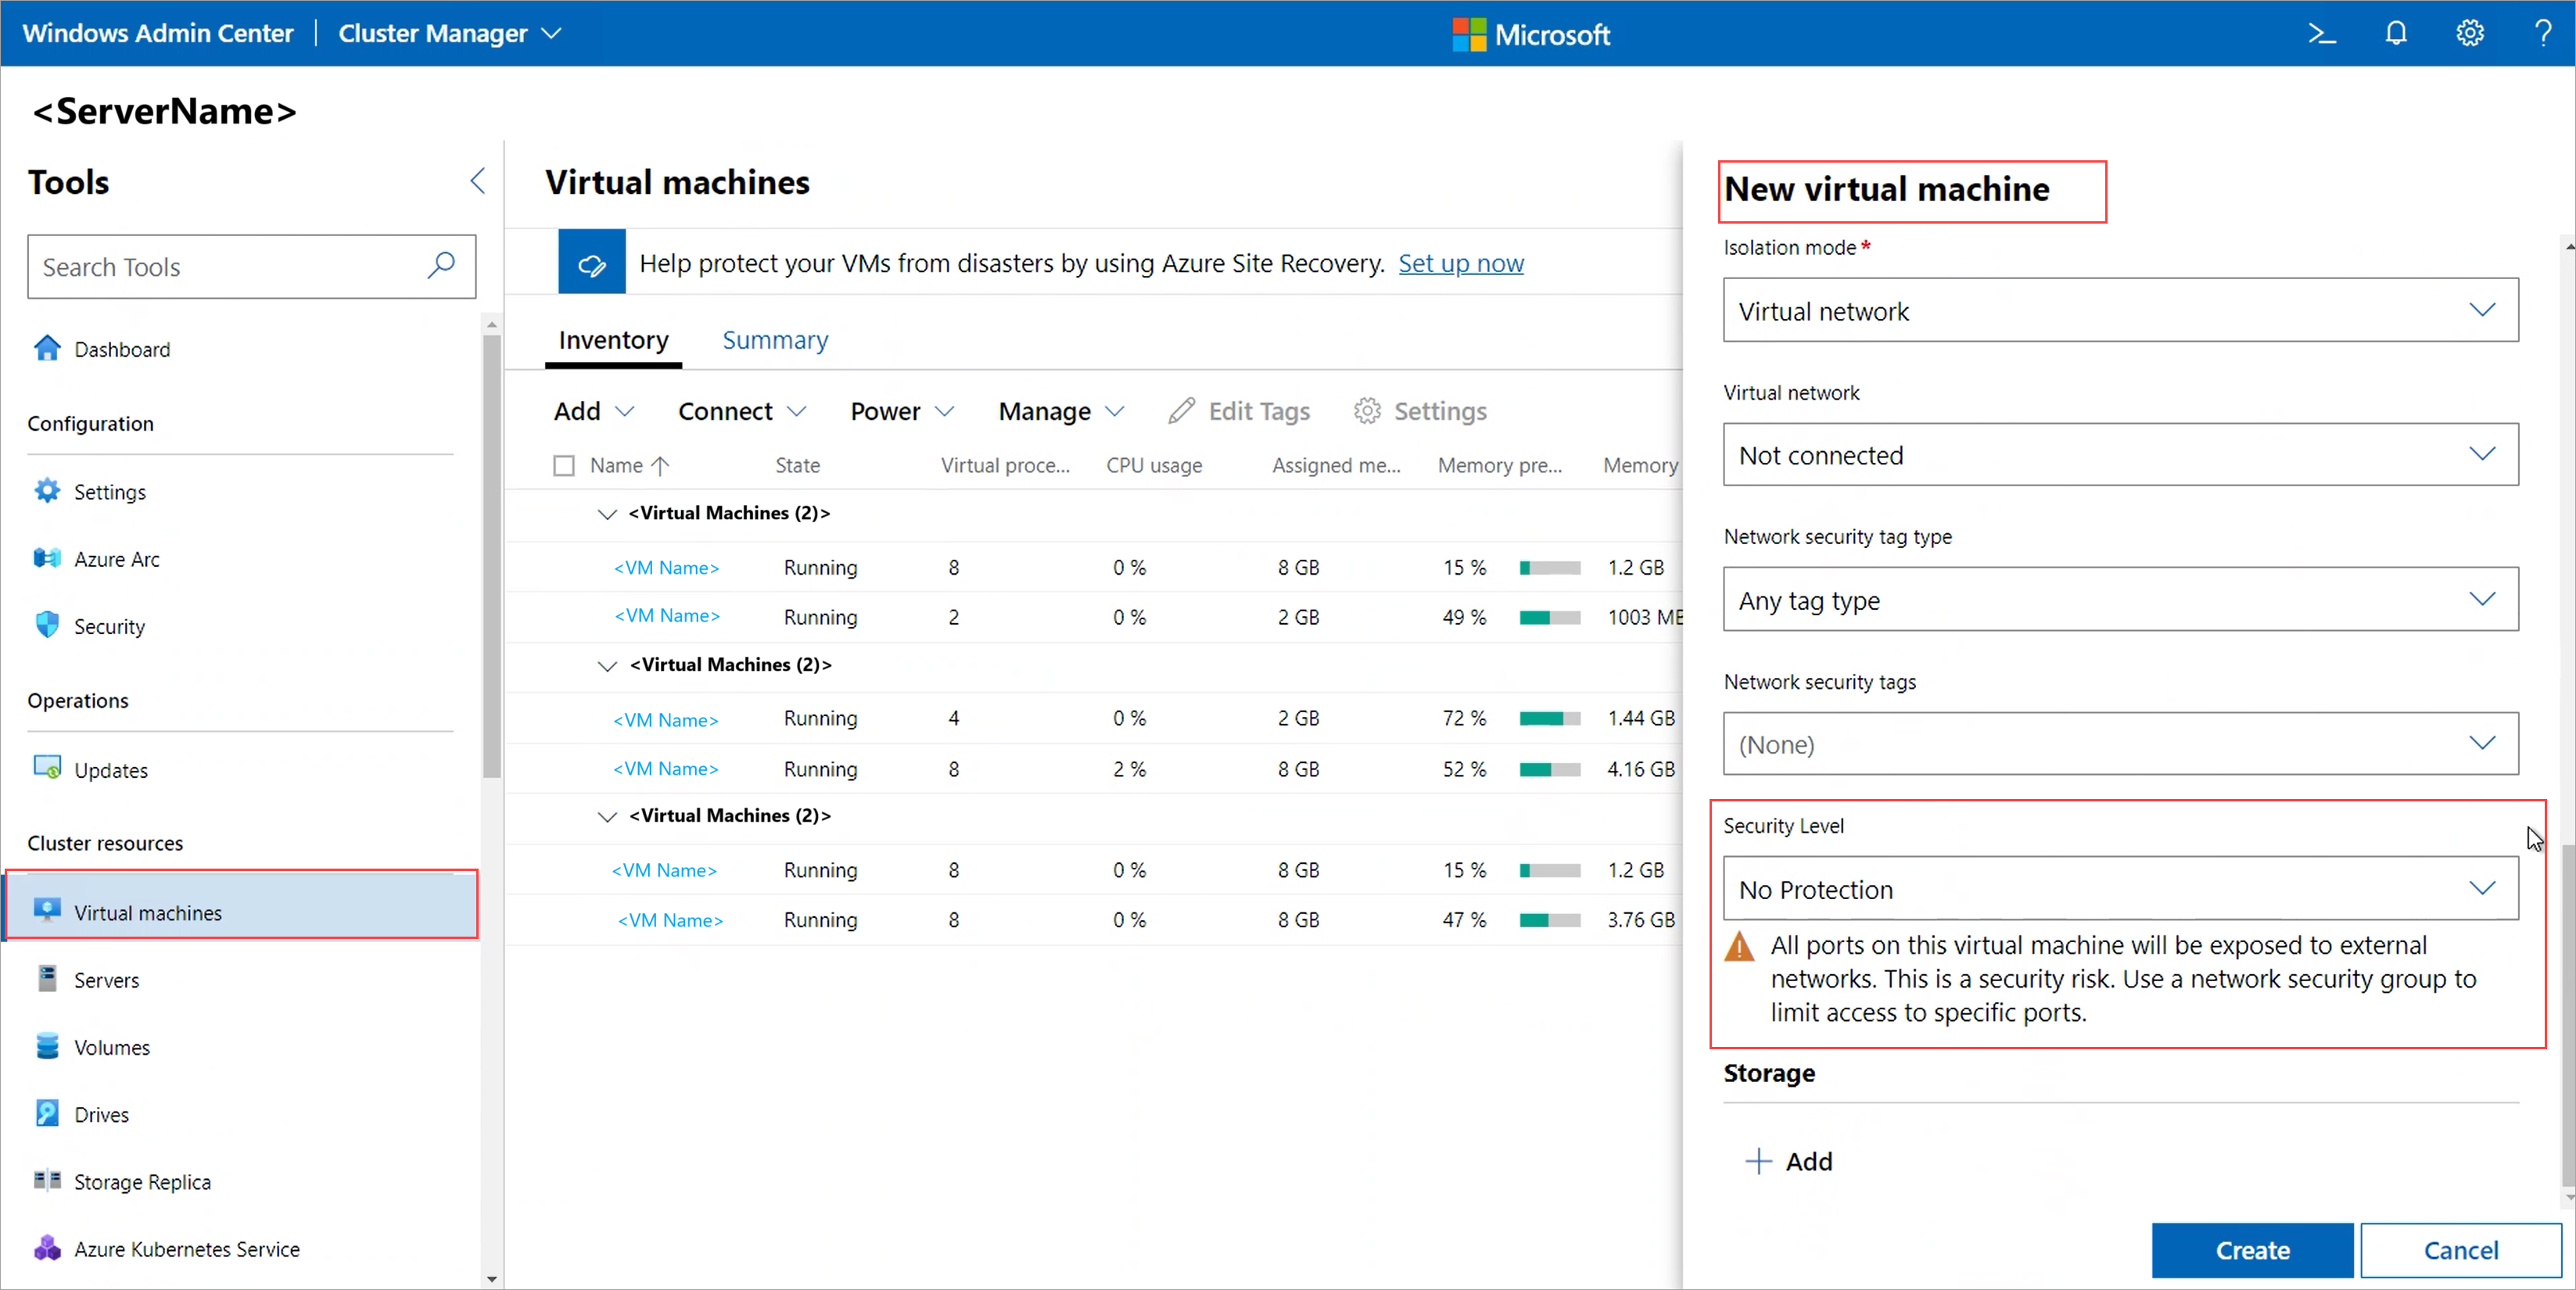 Windows Admin Center | Cluster Manager
Microsoft
>_
?
<ServerName>
Tools
Search Tools
Dashboard
Configuration
Settings
Azure Arc
Security
Operations
Updates
Cluster resources
Virtual machines
Servers
Volumes
Drives
Storage Replica
Azure Kubernetes Service
Virtual machines
Help protect your VMs from disasters by using Azure Site Recovery. Set up now
Inventory Summary
Add Connect Power Manage Edit Tags Settings
Name State Virtual proce... CPU usage Assigned me... Memory pre... Memory
<Virtual Machines (2)>
<VM Name> Running 8 0 % 8 GB 15 % 1.2 GB
<VM Name> Running 2 0 % 2 GB 49 % 1003 MB
<Virtual Machines (2)>
<VM Name> Running 4 0 % 2 GB 72 % 1.44 GB
<VM Name> Running 8 2 % 8 GB 52 % 4.16 GB
<Virtual Machines (2)>
<VM Name> Running 8 0 % 8 GB 15 % 1.2 GB
<VM Name> Running 8 0 % 8 GB 47 % 3.76 GB
New virtual machine
Isolation mode *
Virtual network
Virtual network
Not connected
Network security tag type
Any tag type
Network security tags
(None)
Security Level
No Protection
All ports on this virtual machine will be exposed to external
networks. This is a security risk. Use a network security group to
limit access to specific ports.
Storage
+ Add
Create Cancel